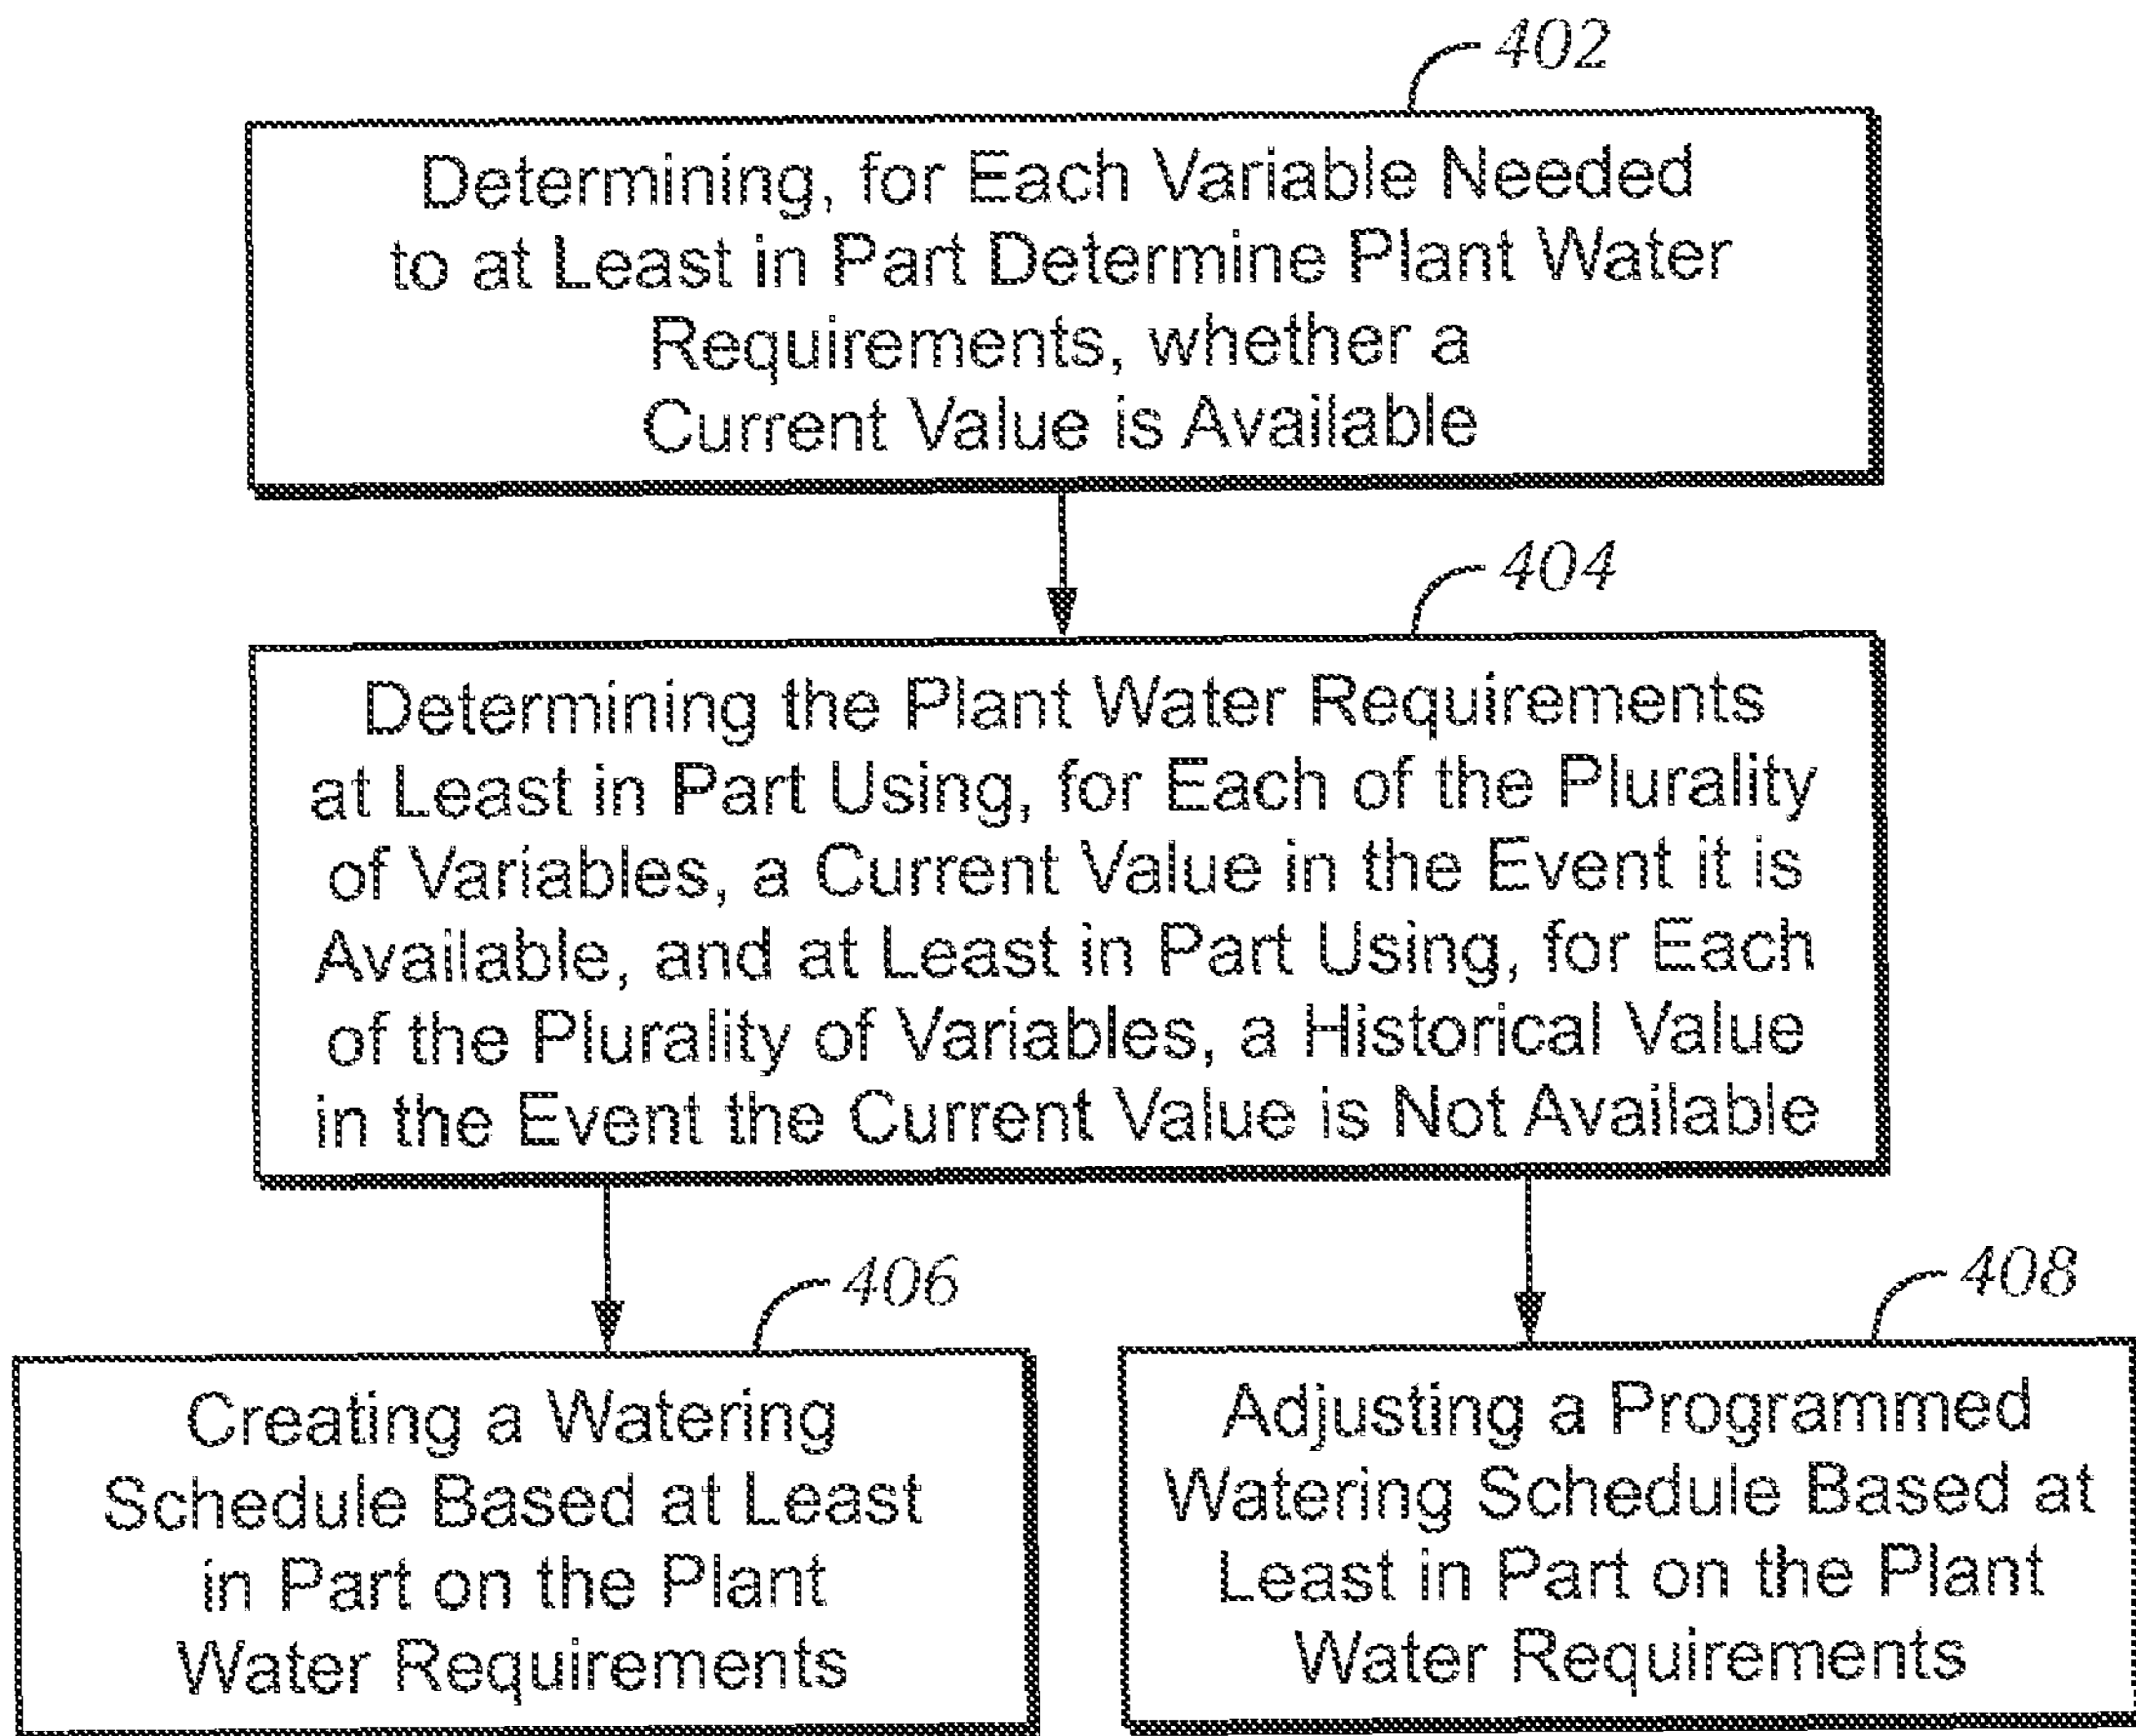 402
Determining, for Each Variable Needed
to at Least in Part Determine Plant Water
Requirements, whether a
Current Value is Available
404
Determining the Plant Water Requirements
at Least in Part Using, for Each of the Plurality
of Variables, a Current Value in the Event it is
Available, and at Least in Part Using, for Each
of the Plurality of Variables, a Historical Value
in the Event the Current Value is Not Available
406
Creating a Watering
Schedule Based at Least
in Part on the Plant
Water Requirements
408
Adjusting a Programmed
Watering Schedule Based at
Least in Part on the Plant
Water Requirements